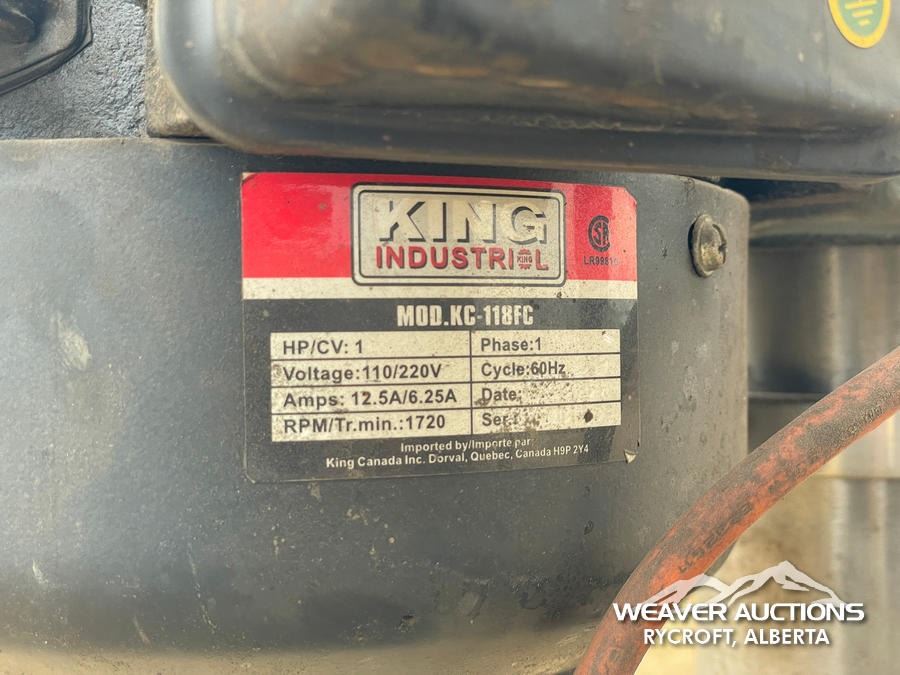 KING
INDUSTRIAL
KING
LR99816
MOD.KC-118FC
HP/CV: 1
Phase:1
Voltage:110/220V
Cycle:60Hz
Amps: 12.5A/6.25A
Date:
RPM/Tr.min.:1720
Ser.:
Imported by/Importe par
King Canada Inc. Dorval, Quebec, Canada H9P 2Y4
WEAVER AUCTIONS
RYCROFT, ALBERTA